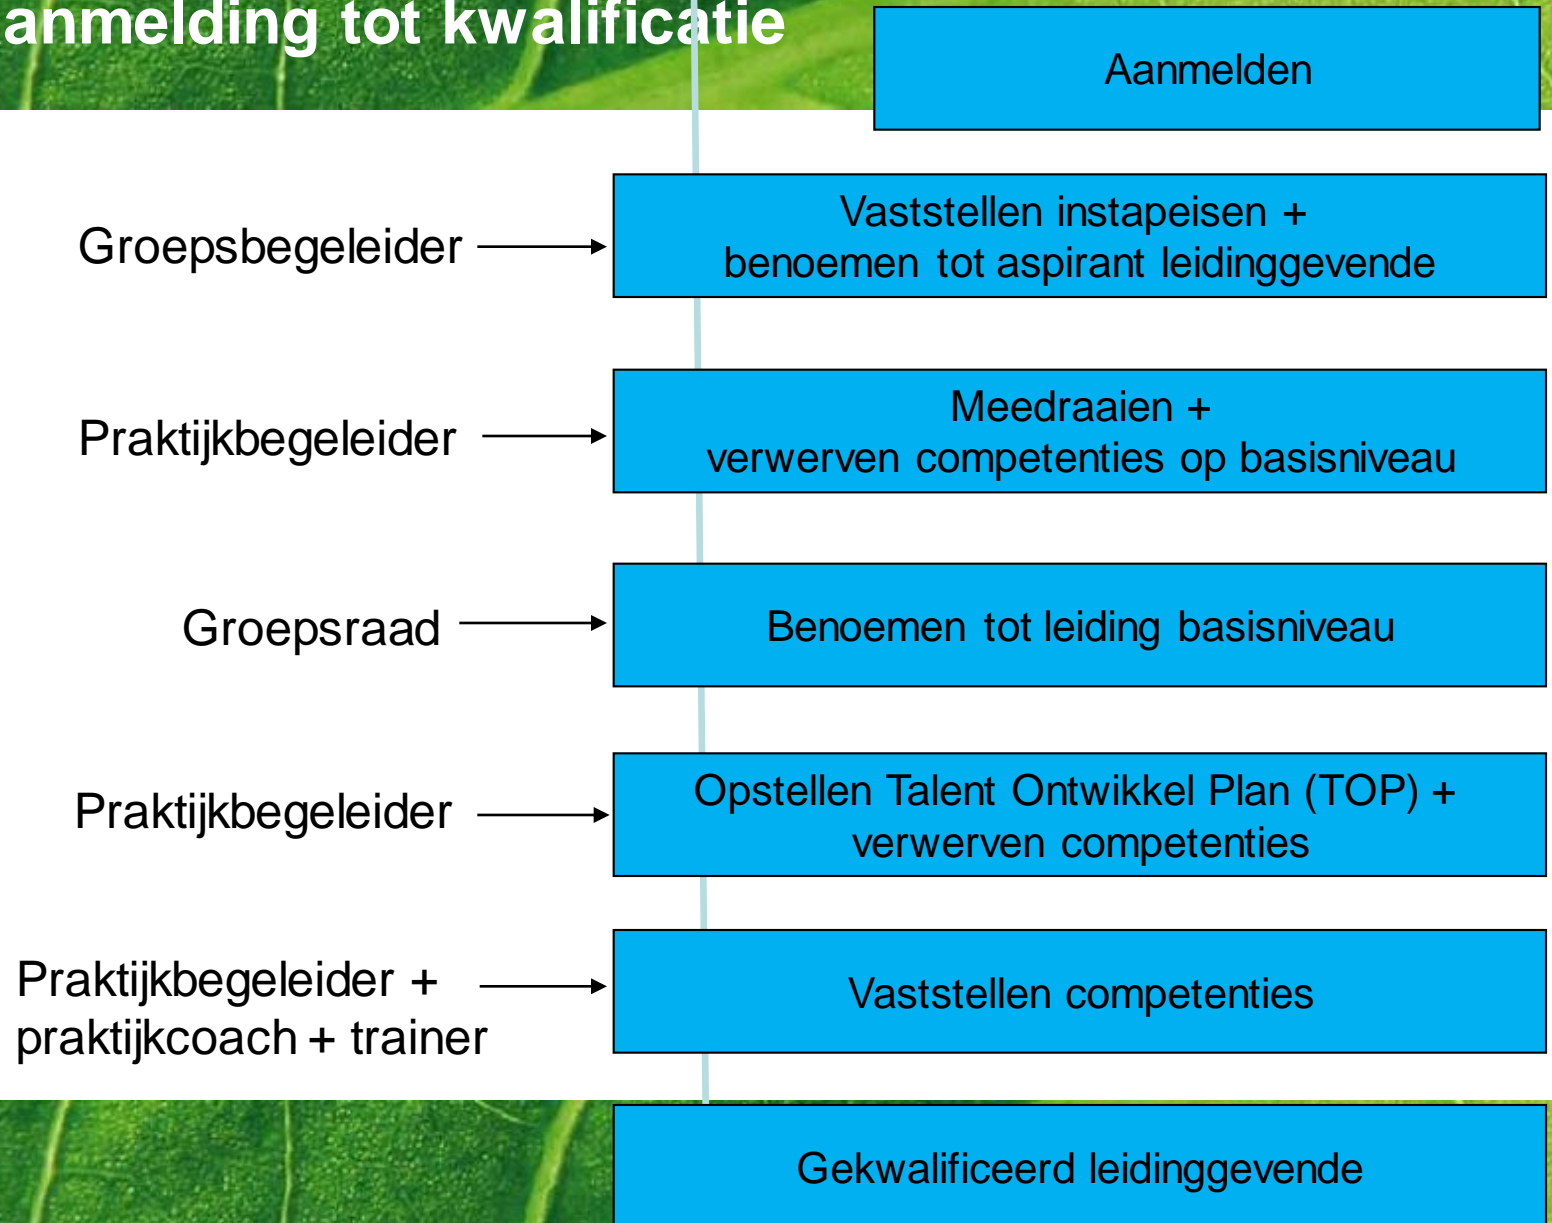 anmelding tot kwalificatie
Aanmelden
Groepsbegeleider
Vaststellen instapeisen +
benoemen tot aspirant leidinggevende
Praktijkbegeleider
Meedraaien +
verwerven competenties op basisniveau
Groepsraad
Benoemen tot leiding basisniveau
Praktijkbegeleider
Opstellen Talent Ontwikkel Plan (TOP) +
verwerven competenties
Praktijkbegeleider +
praktijkcoach + trainer
Vaststellen competenties
Gekwalificeerd leidinggevende